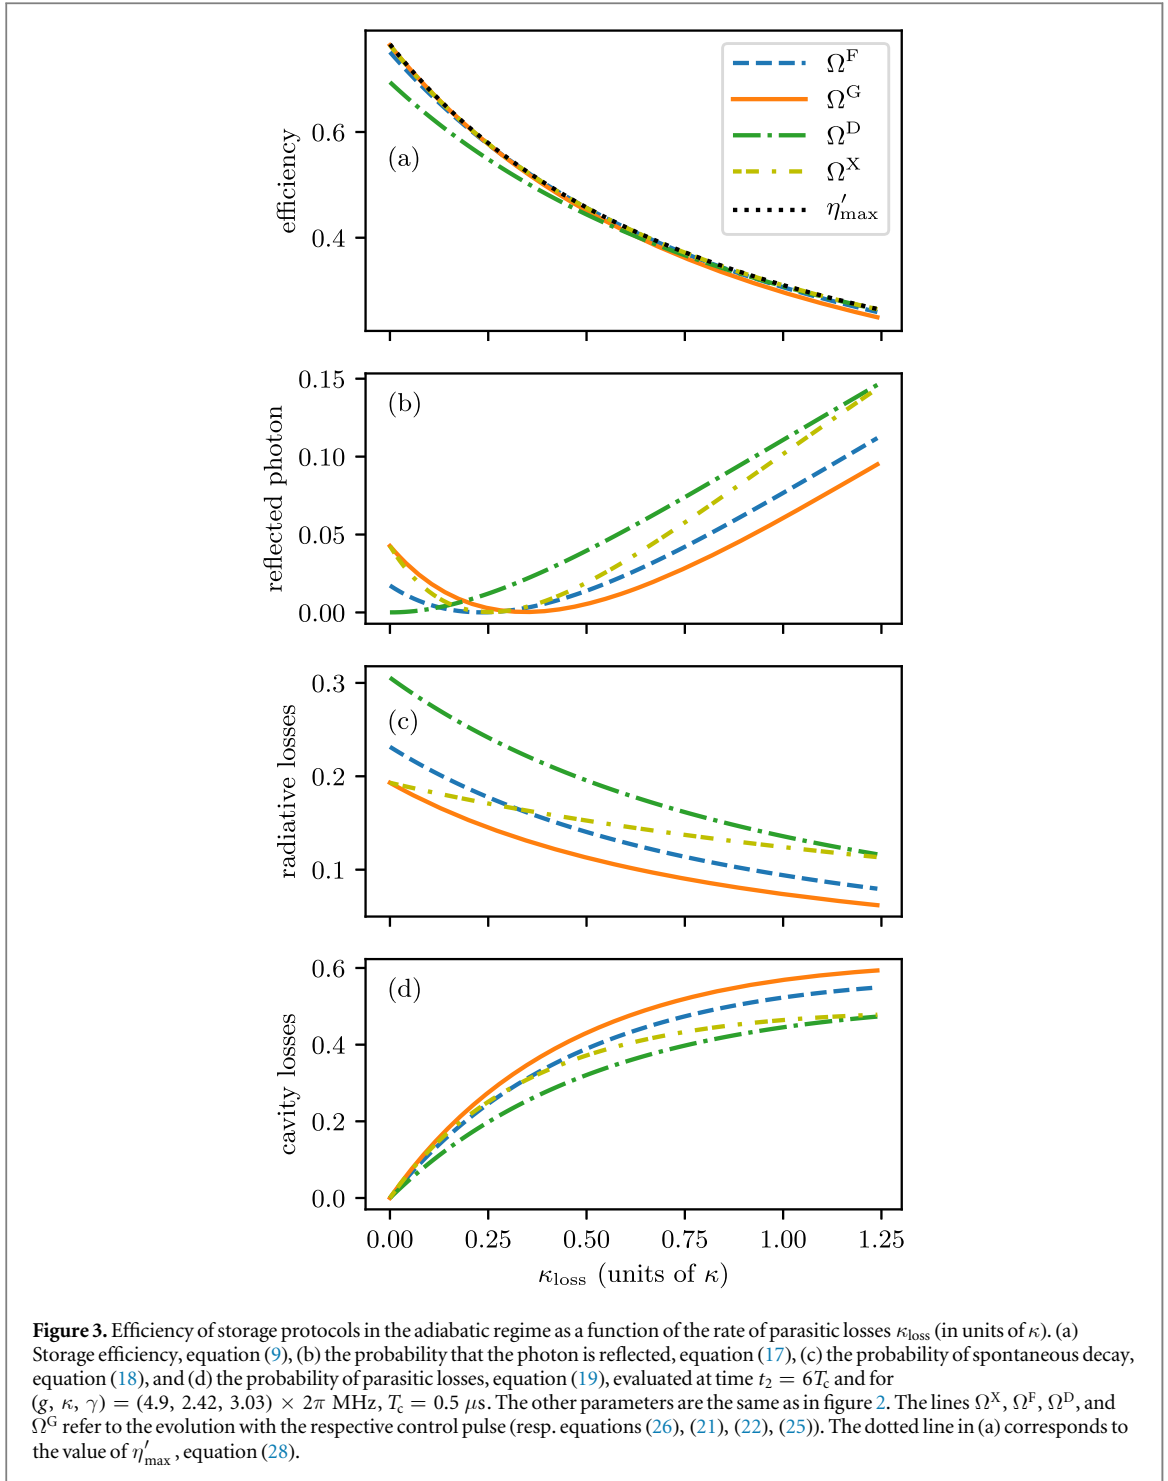 Ω^F
Ω^G
Ω^D
Ω^X
η′_max
efficiency
0.6
0.4
(a)
reflected photon
0.15
0.10
0.05
0.00
(b)
radiative losses
0.3
0.2
0.1
(c)
cavity losses
0.6
0.4
0.2
0.0
(d)
0.00 0.25 0.50 0.75 1.00 1.25
κ_loss (units of κ)
Figure 3. Efficiency of storage protocols in the adiabatic regime as a function of the rate of parasitic losses κ_loss (in units of κ). (a)
Storage efficiency, equation (9), (b) the probability that the photon is reflected, equation (17), (c) the probability of spontaneous decay,
equation (18), and (d) the probability of parasitic losses, equation (19), evaluated at time t₂ = 6T_c and for
(g, κ, γ) = (4.9, 2.42, 3.03) × 2π MHz, T_c = 0.5 μs. The other parameters are the same as in figure 2. The lines Ω^X, Ω^F, Ω^D, and
Ω^G refer to the evolution with the respective control pulse (resp. equations (26), (21), (22), (25)). The dotted line in (a) corresponds to
the value of η′_max, equation (28).